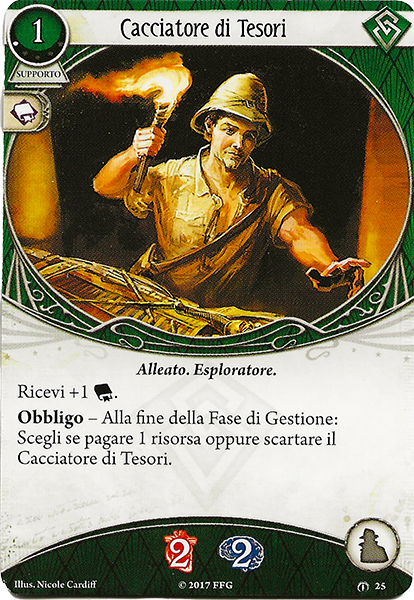 Cacciatore di Tesori
1
SUPPORTO
Alleato. Esploratore.
Ricevi +1 .
Obbligo – Alla fine della Fase di Gestione:
Scegli se pagare 1 risorsa oppure scartare il
Cacciatore di Tesori.
2 2
Illus. Nicole Cardiff © 2017 FFG 25